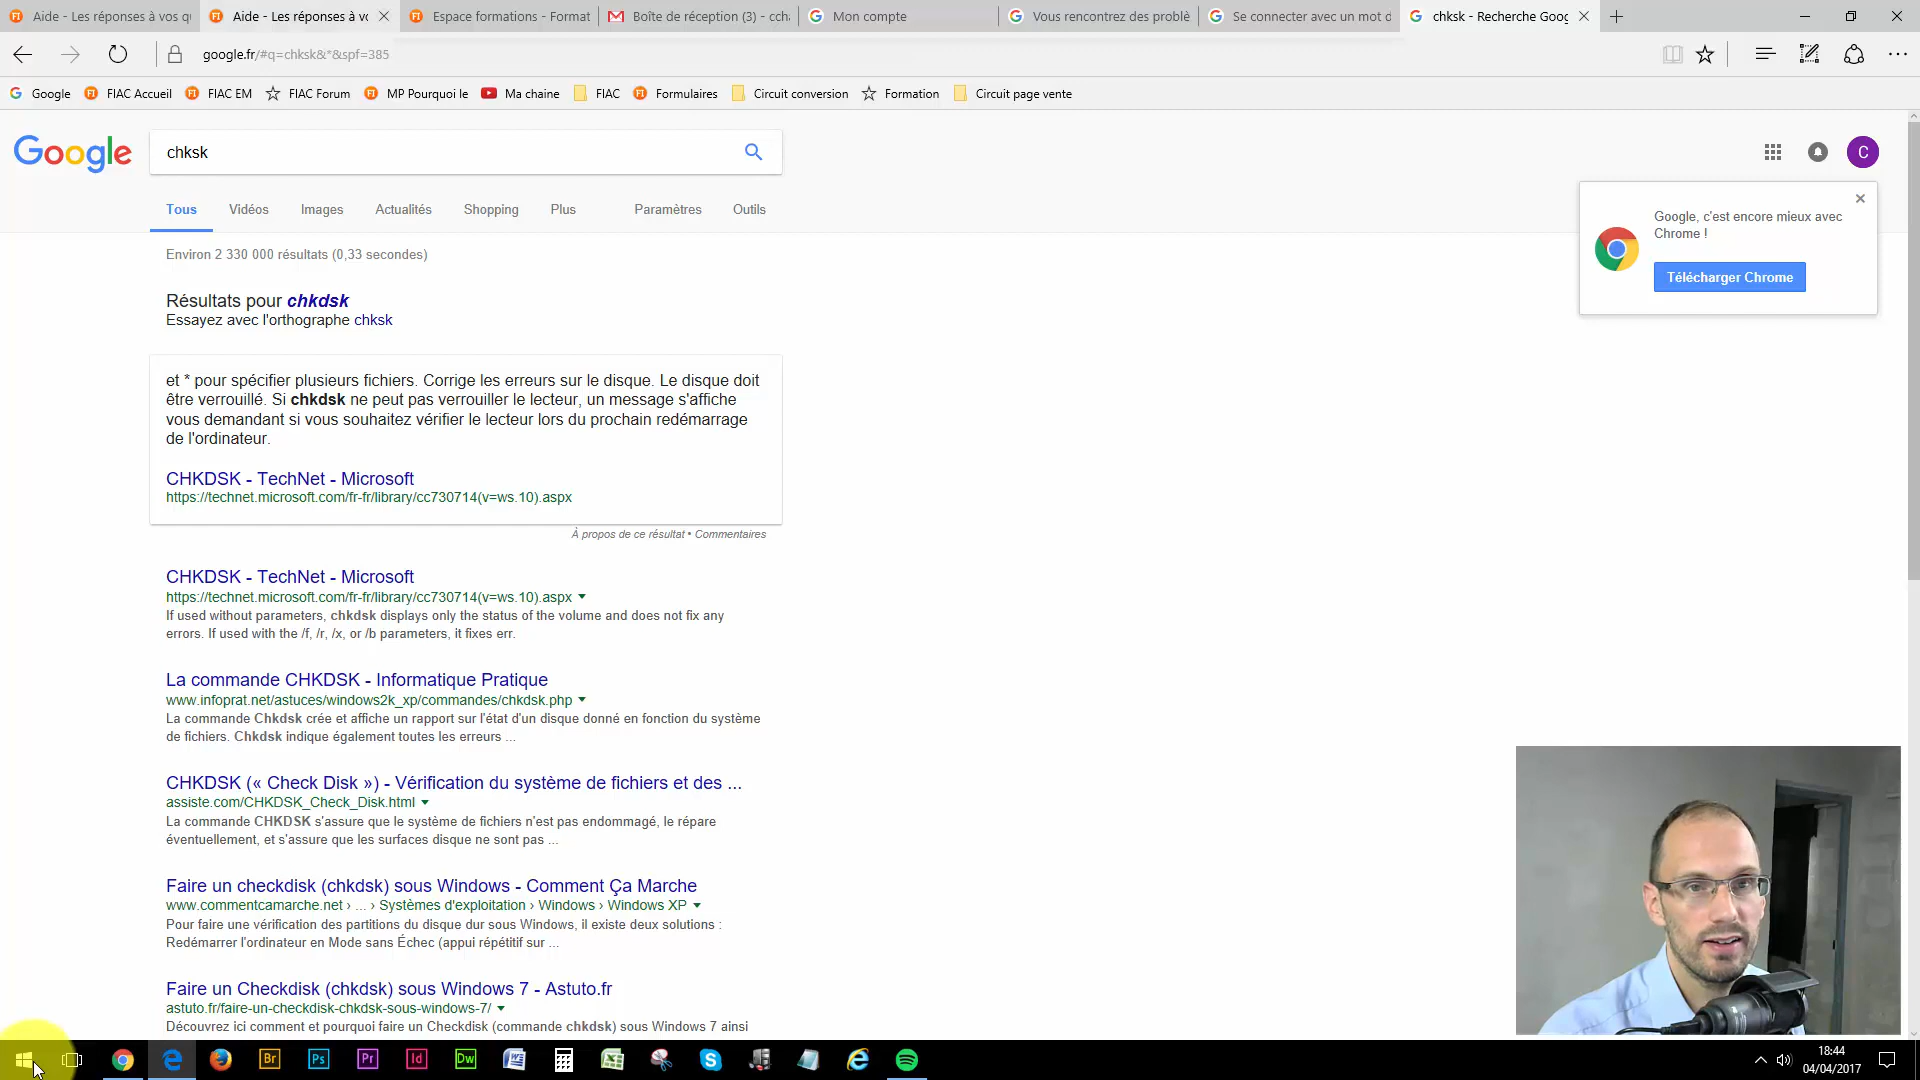 Aide - Les réponses à vos qu
Aide - Les réponses à vo
Espace formations - Format
Boîte de réception (3) - cch
Mon compte
Vous rencontrez des problè
Se connecter avec un mot d
chksk - Recherche Goog
google.fr/#q=chksk&*&spf=385
Google
FIAC Accueil
FIAC EM
FIAC Forum
MP Pourquoi le
Ma chaine
FIAC
Formulaires
Circuit conversion
Formation
Circuit page vente
Google
chksk
C
Tous
Vidéos
Images
Actualités
Shopping
Plus
Paramètres
Outils
Google, c'est encore mieux avec
Chrome !
Télécharger Chrome
Environ 2 330 000 résultats (0,33 secondes)
Résultats pour chkdsk
Essayez avec l'orthographe chksk
et * pour spécifier plusieurs fichiers. Corrige les erreurs sur le disque. Le disque doit
être verrouillé. Si chkdsk ne peut pas verrouiller le lecteur, un message s'affiche
vous demandant si vous souhaitez vérifier le lecteur lors du prochain redémarrage
de l'ordinateur.
CHKDSK - TechNet - Microsoft
https://technet.microsoft.com/fr-fr/library/cc730714(v=ws.10).aspx
À propos de ce résultat • Commentaires
CHKDSK - TechNet - Microsoft
https://technet.microsoft.com/fr-fr/library/cc730714(v=ws.10).aspx
If used without parameters, chkdsk displays only the status of the volume and does not fix any
errors. If used with the /f, /r, /x, or /b parameters, it fixes err.
La commande CHKDSK - Informatique Pratique
www.infoprat.net/astuces/windows2k_xp/commandes/chkdsk.php
La commande Chkdsk crée et affiche un rapport sur l'état d'un disque donné en fonction du système
de fichiers. Chkdsk indique également toutes les erreurs ...
CHKDSK (« Check Disk ») - Vérification du système de fichiers et des ...
assiste.com/CHKDSK_Check_Disk.html
La commande CHKDSK s'assure que le système de fichiers n'est pas endommagé, le répare
éventuellement, et s'assure que les surfaces disque ne sont pas ...
Faire un checkdisk (chkdsk) sous Windows - Comment Ça Marche
www.commentcamarche.net › ... › Systèmes d'exploitation › Windows › Windows XP
Pour faire une vérification des partitions du disque dur sous Windows, il existe deux solutions :
Redémarrer l'ordinateur en Mode sans Échec (appui répétitif sur ...
Faire un Checkdisk (chkdsk) sous Windows 7 - Astuto.fr
astuto.fr/faire-un-checkdisk-chkdsk-sous-windows-7/
Découvrez ici comment et pourquoi faire un Checkdisk (commande chkdsk) sous Windows 7 ainsi
Br
Ps
Pr
Id
Dw
18:44
04/04/2017